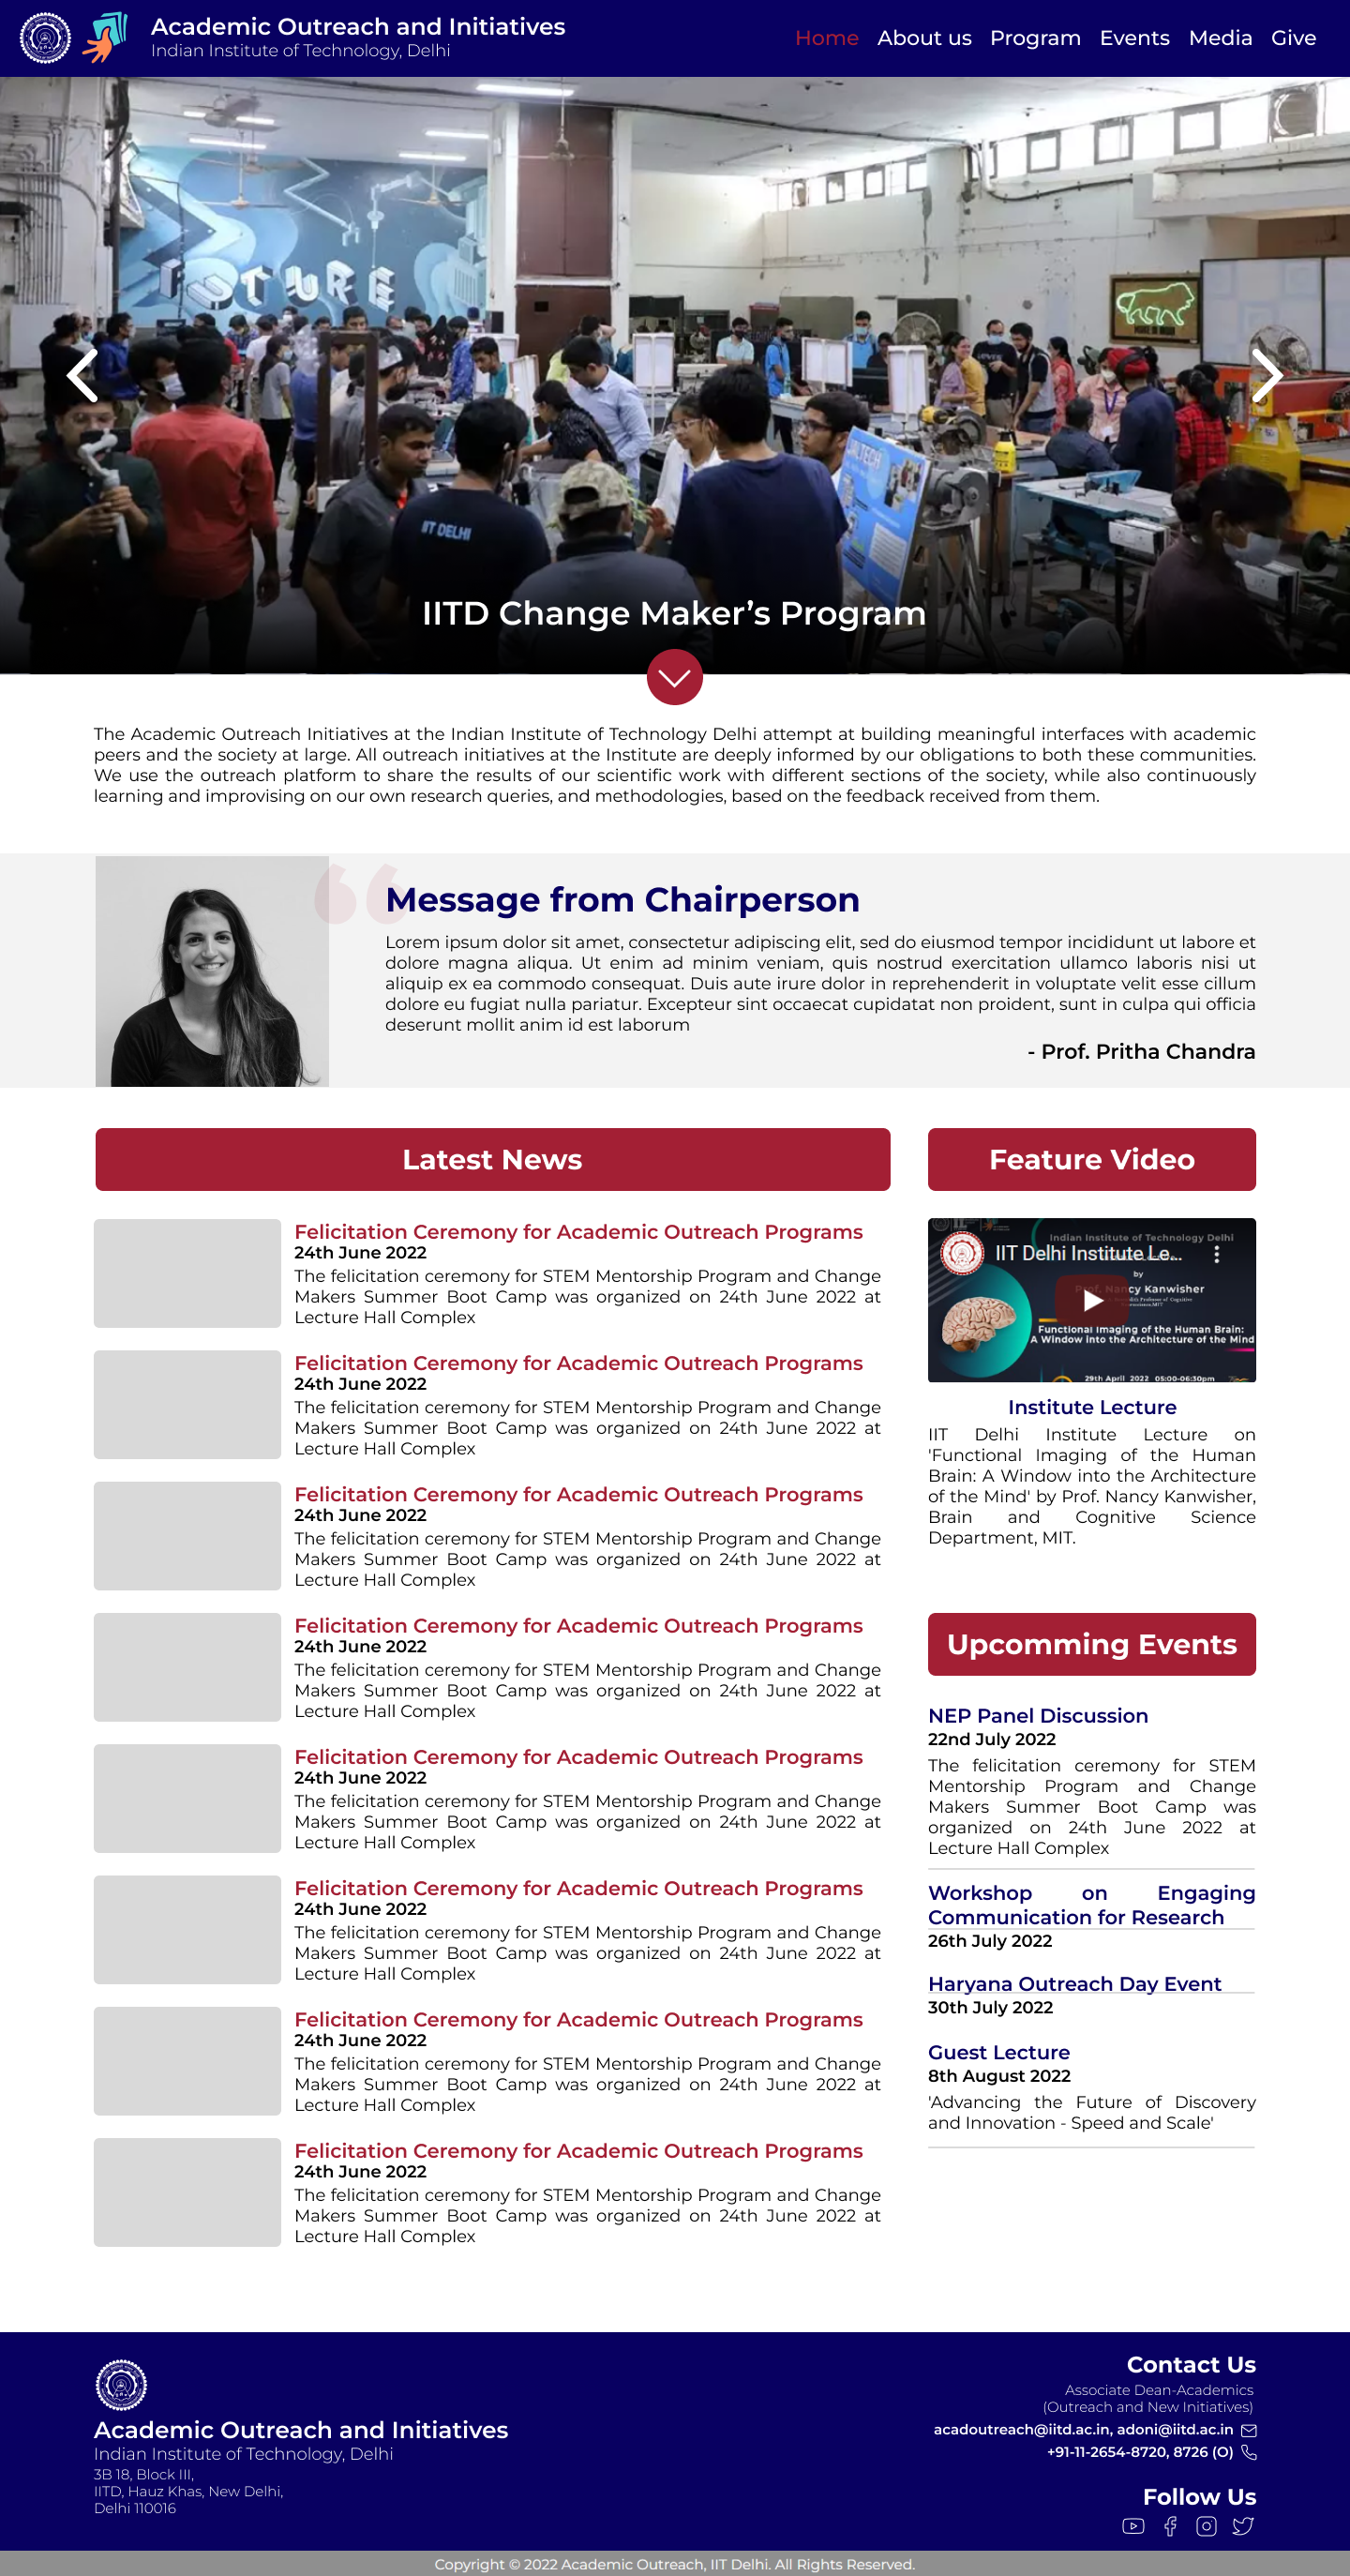 Academic Outreach and Initiatives
Indian Institute of Technology, Delhi
Home About us Program Events Media Give
IIT DELHI
IITD Change Maker’s Program
The Academic Outreach Initiatives at the Indian Institute of Technology Delhi attempt at building meaningful interfaces with academic
peers and the society at large. All outreach initiatives at the Institute are deeply informed by our obligations to both these communities.
We use the outreach platform to share the results of our scientific work with different sections of the society, while also continuously
learning and improvising on our own research queries, and methodologies, based on the feedback received from them.
“
Message from Chairperson
Lorem ipsum dolor sit amet, consectetur adipiscing elit, sed do eiusmod tempor incididunt ut labore et
dolore magna aliqua. Ut enim ad minim veniam, quis nostrud exercitation ullamco laboris nisi ut
aliquip ex ea commodo consequat. Duis aute irure dolor in reprehenderit in voluptate velit esse cillum
dolore eu fugiat nulla pariatur. Excepteur sint occaecat cupidatat non proident, sunt in culpa qui officia
deserunt mollit anim id est laborum
- Prof. Pritha Chandra
Latest News
Felicitation Ceremony for Academic Outreach Programs
24th June 2022
The felicitation ceremony for STEM Mentorship Program and Change
Makers Summer Boot Camp was organized on 24th June 2022 at
Lecture Hall Complex
Felicitation Ceremony for Academic Outreach Programs
24th June 2022
The felicitation ceremony for STEM Mentorship Program and Change
Makers Summer Boot Camp was organized on 24th June 2022 at
Lecture Hall Complex
Felicitation Ceremony for Academic Outreach Programs
24th June 2022
The felicitation ceremony for STEM Mentorship Program and Change
Makers Summer Boot Camp was organized on 24th June 2022 at
Lecture Hall Complex
Felicitation Ceremony for Academic Outreach Programs
24th June 2022
The felicitation ceremony for STEM Mentorship Program and Change
Makers Summer Boot Camp was organized on 24th June 2022 at
Lecture Hall Complex
Felicitation Ceremony for Academic Outreach Programs
24th June 2022
The felicitation ceremony for STEM Mentorship Program and Change
Makers Summer Boot Camp was organized on 24th June 2022 at
Lecture Hall Complex
Felicitation Ceremony for Academic Outreach Programs
24th June 2022
The felicitation ceremony for STEM Mentorship Program and Change
Makers Summer Boot Camp was organized on 24th June 2022 at
Lecture Hall Complex
Felicitation Ceremony for Academic Outreach Programs
24th June 2022
The felicitation ceremony for STEM Mentorship Program and Change
Makers Summer Boot Camp was organized on 24th June 2022 at
Lecture Hall Complex
Felicitation Ceremony for Academic Outreach Programs
24th June 2022
The felicitation ceremony for STEM Mentorship Program and Change
Makers Summer Boot Camp was organized on 24th June 2022 at
Lecture Hall Complex
Feature Video
Indian Institute of Technology Delhi
IIT Delhi Institute Le...
by
Prof. Nancy Kanwisher
Functional Imaging of the Human Brain:
A Window into the Architecture of the Mind
29th April 2022 05:00-06:30pm
Institute Lecture
IIT Delhi Institute Lecture on
'Functional Imaging of the Human
Brain: A Window into the Architecture
of the Mind' by Prof. Nancy Kanwisher,
Brain and Cognitive Science
Department, MIT.
Upcomming Events
NEP Panel Discussion
22nd July 2022
The felicitation ceremony for STEM
Mentorship Program and Change
Makers Summer Boot Camp was
organized on 24th June 2022 at
Lecture Hall Complex
Workshop on Engaging
Communication for Research
26th July 2022
Haryana Outreach Day Event
30th July 2022
Guest Lecture
8th August 2022
'Advancing the Future of Discovery
and Innovation - Speed and Scale'
Academic Outreach and Initiatives
Indian Institute of Technology, Delhi
3B 18, Block III,
IITD, Hauz Khas, New Delhi,
Delhi 110016
Contact Us
Associate Dean-Academics
(Outreach and New Initiatives)
acadoutreach@iitd.ac.in, adoni@iitd.ac.in
+91-11-2654-8720, 8726 (O)
Follow Us
Copyright © 2022 Academic Outreach, IIT Delhi. All Rights Reserved.